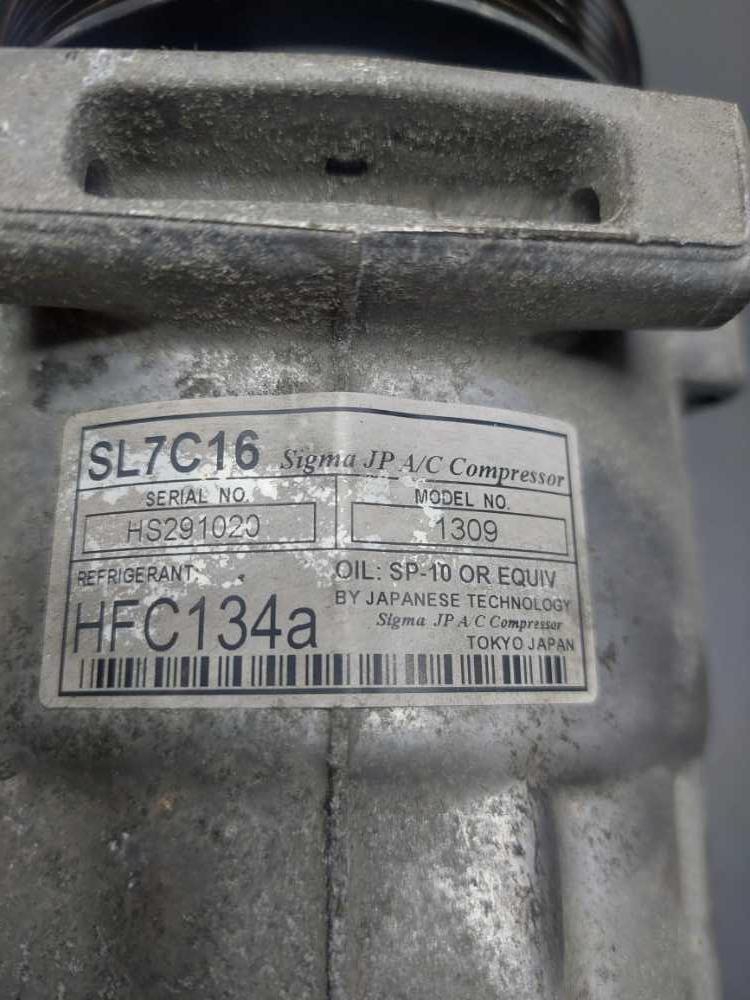 SL7C16 Sigma JP A/C Compressor
SERIAL NO. MODEL NO.
HS291020 1309
REFRIGERANT: OIL: SP-10 OR EQUIV
HFC134a BY JAPANESE TECHNOLOGY
Sigma JP A/C Compressor
TOKYO JAPAN